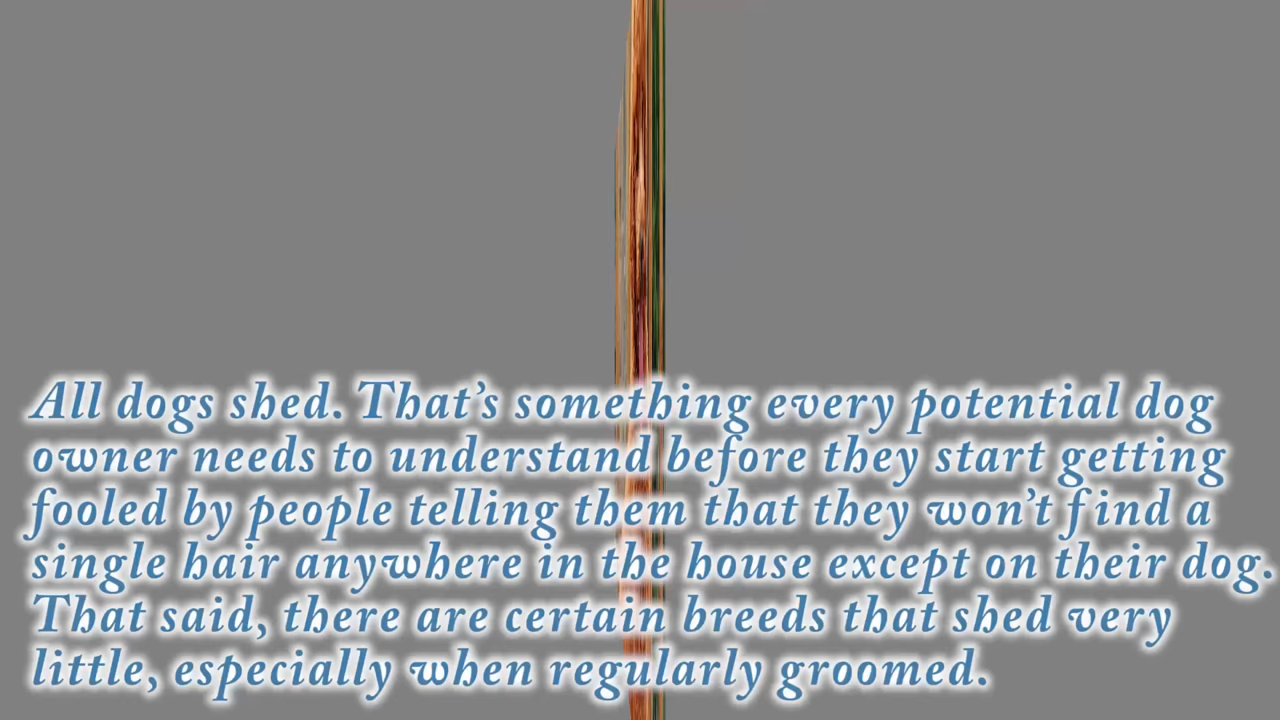 All dogs shed. That's something every potential dog
owner needs to understand before they start getting
fooled by people telling them that they won't find a
single hair anywhere in the house except on their dog.
That said, there are certain breeds that shed very
little, especially when regularly groomed.